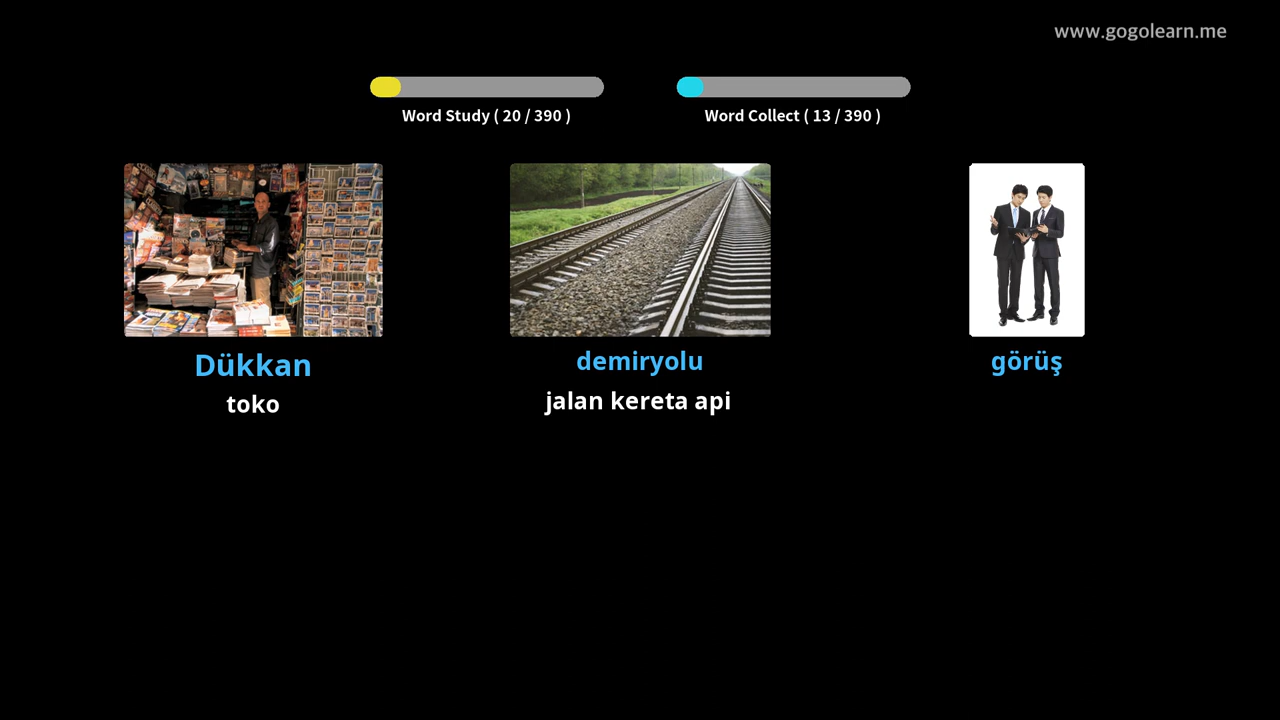 www.gogolearn.me
Word Study ( 20 / 390 )
Word Collect ( 13 / 390 )
Dükkan
toko
demiryolu
jalan kereta api
görüş